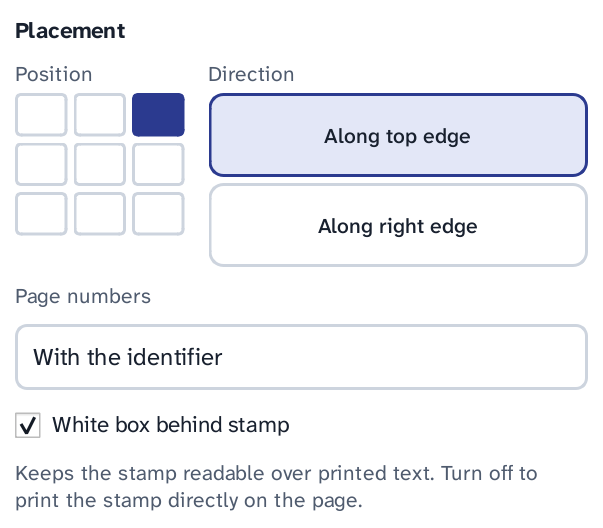 Placement
Position
Direction
Along top edge
Along right edge
Page numbers
With the identifier
White box behind stamp
Keeps the stamp readable over printed text. Turn off to
print the stamp directly on the page.